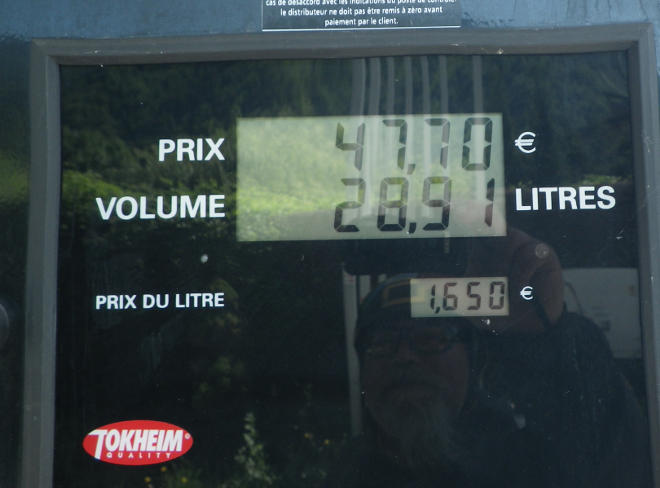 cas de désaccord avec les indications du poste de contrôle
le distributeur ne doit pas être remis à zéro avant
paiement par le client.
PRIX 47,70 €
VOLUME 28,91 LITRES
PRIX DU LITRE 1,650 €
TOKHEIM
QUALITY